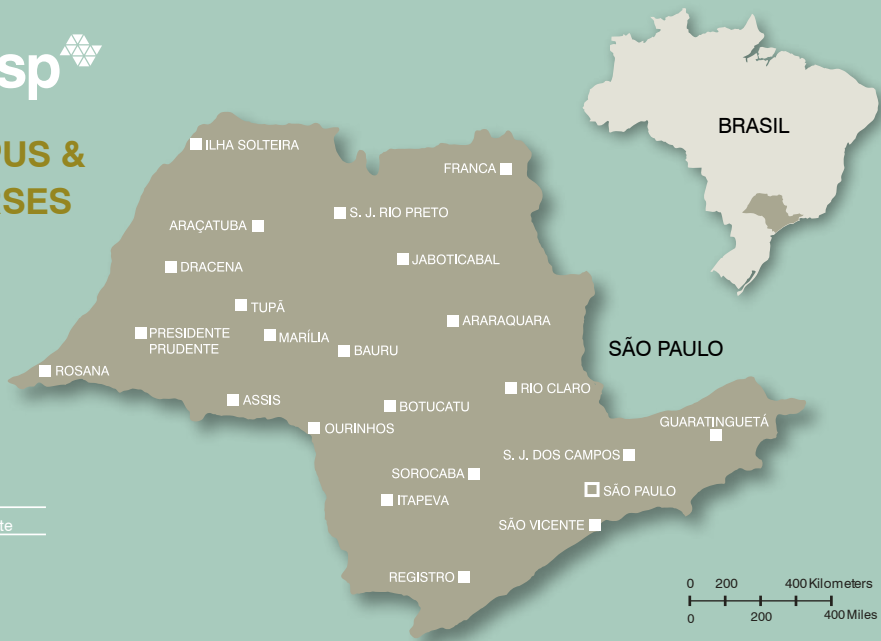 sp
PUS &
RSES
BRASIL
ILHA SOLTEIRA
FRANCA
S. J. RIO PRETO
ARAÇATUBA
JABOTICABAL
DRACENA
TUPÃ
ARARAQUARA
PRESIDENTE
PRUDENTE
MARÍLIA
BAURU
SÃO PAULO
ROSANA
RIO CLARO
ASSIS
BOTUCATU
GUARATINGUETÁ
OURINHOS
S. J. DOS CAMPOS
SOROCABA
SÃO PAULO
ITAPEVA
te
SÃO VICENTE
REGISTRO
0 200 400 Kilometers
0 200 400 Miles